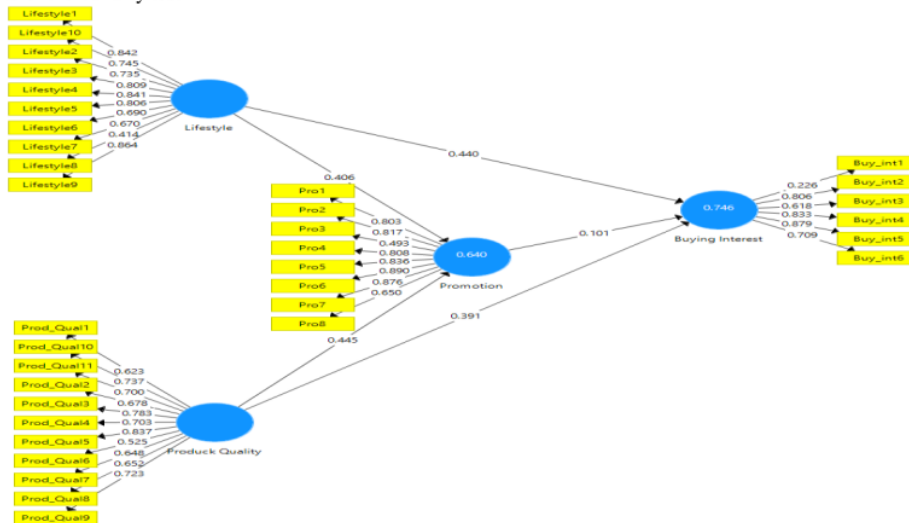 Lifestyle1
Lifestyle10
Lifestyle2
Lifestyle3
Lifestyle4
Lifestyle5
Lifestyle6
Lifestyle7
Lifestyle8
Lifestyle9
0.842
0.745
0.735
0.809
0.841
0.806
0.690
0.670
0.414
0.864
Lifestyle
0.440
0.406
Pro1
Pro2
Pro3
Pro4
Pro5
Pro6
Pro7
Pro8
0.803
0.817
0.493
0.808
0.836
0.890
0.876
0.650
0.640
Promotion
0.101
0.746
Buying Interest
0.226
0.806
0.618
0.833
0.879
0.709
Buy_int1
Buy_int2
Buy_int3
Buy_int4
Buy_int5
Buy_int6
0.391
0.445
Prod_Qual1
Prod_Qual10
Prod_Qual11
Prod_Qual2
Prod_Qual3
Prod_Qual4
Prod_Qual5
Prod_Qual6
Prod_Qual7
Prod_Qual8
Prod_Qual9
0.623
0.737
0.700
0.678
0.783
0.703
0.837
0.525
0.648
0.652
0.723
Produck Quality